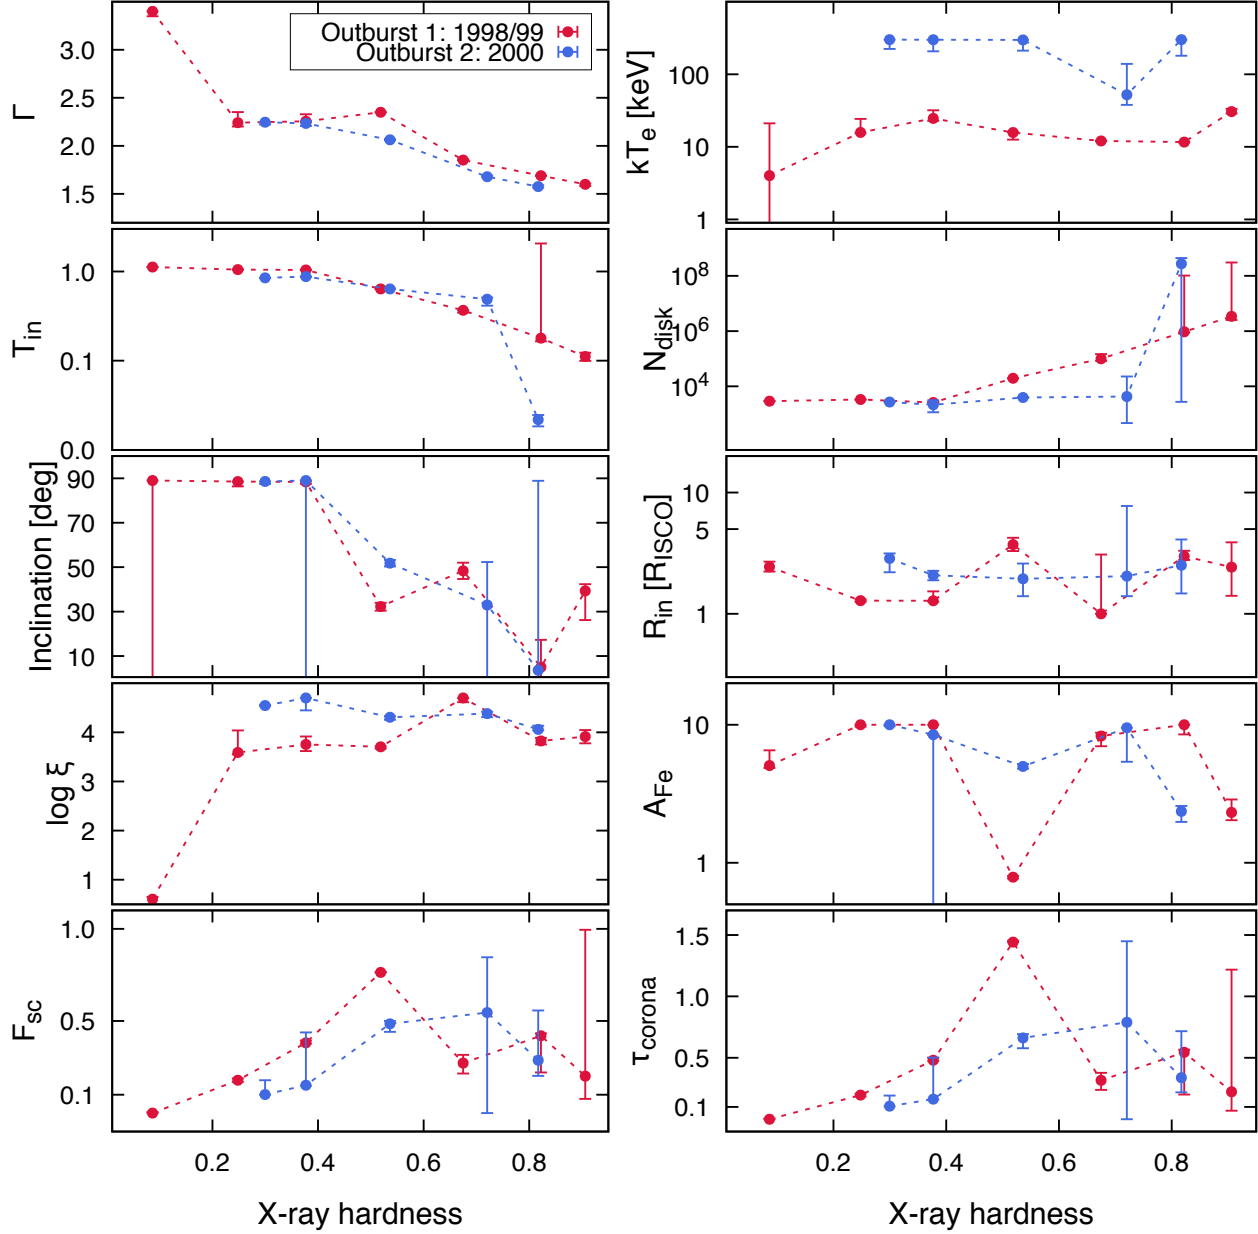 Outburst 1: 1998/99
Outburst 2: 2000
Γ
3.0
2.5
2.0
1.5
kTe [keV]
100
10
1
Tin
1.0
0.1
0.0
Ndisk
10^8
10^6
10^4
Inclination [deg]
90
70
50
30
10
Rin [RISCO]
10
5
1
log ξ
4
3
2
1
AFe
10
1
Fsc
1.0
0.5
0.1
τcorona
1.5
1.0
0.5
0.1
0.2 0.4 0.6 0.8
X-ray hardness
0.2 0.4 0.6 0.8
X-ray hardness